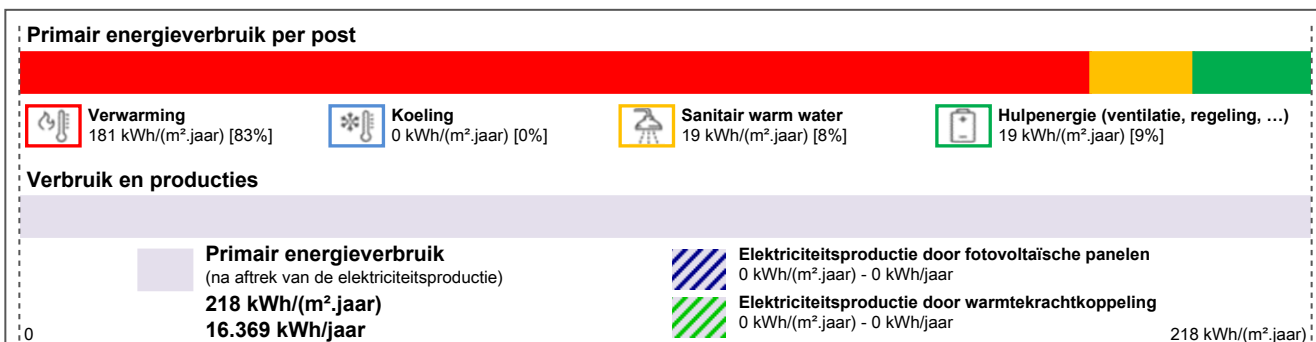 Primair energieverbruik per post
Verwarming
181 kWh/(m².jaar) [83%]
Koeling
0 kWh/(m².jaar) [0%]
Sanitair warm water
19 kWh/(m².jaar) [8%]
Hulpenergie (ventilatie, regeling, …)
19 kWh/(m².jaar) [9%]
Verbruik en producties
Primair energieverbruik
(na aftrek van de elektriciteitsproductie)
218 kWh/(m².jaar)
16.369 kWh/jaar
Elektriciteitsproductie door fotovoltaïsche panelen
0 kWh/(m².jaar) - 0 kWh/jaar
Elektriciteitsproductie door warmtekrachtkoppeling
0 kWh/(m².jaar) - 0 kWh/jaar
0
218 kWh/(m².jaar)